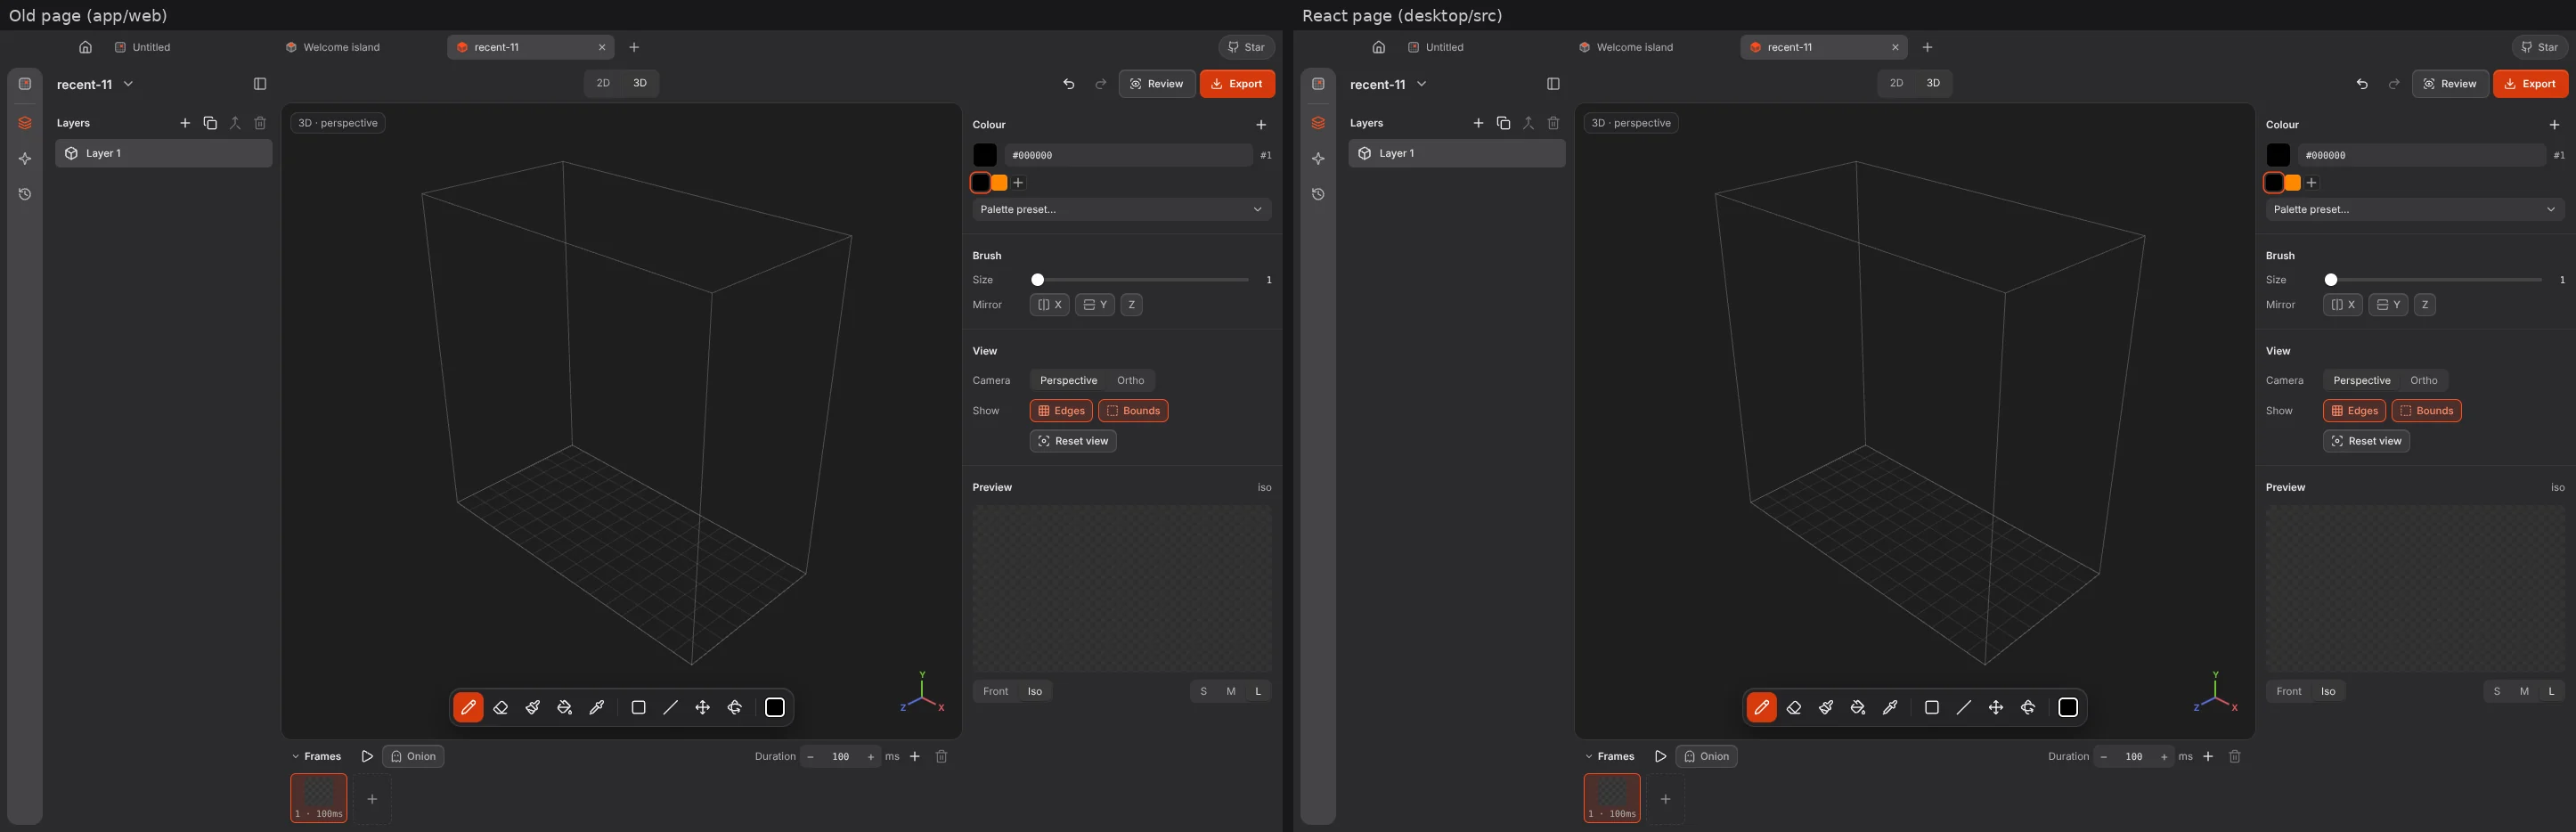 Old page (app/web)
Untitled
Welcome island
recent-11
Star
recent-11
2D 3D
Review
Export
Layers
Layer 1
3D · perspective
Y
Z X
Colour
#000000 #1
Palette preset...
Brush
Size 1
Mirror X Y Z
View
Camera Perspective Ortho
Show Edges Bounds
Reset view
Preview iso
Front Iso S M L
Frames Onion Duration − 100 + ms
1 · 100ms
React page (desktop/src)
Untitled
Welcome island
recent-11
Star
recent-11
2D 3D
Review
Export
Layers
Layer 1
3D · perspective
Y
Z X
Colour
#000000 #1
Palette preset...
Brush
Size 1
Mirror X Y Z
View
Camera Perspective Ortho
Show Edges Bounds
Reset view
Preview iso
Front Iso S M L
Frames Onion Duration − 100 + ms
1 · 100ms